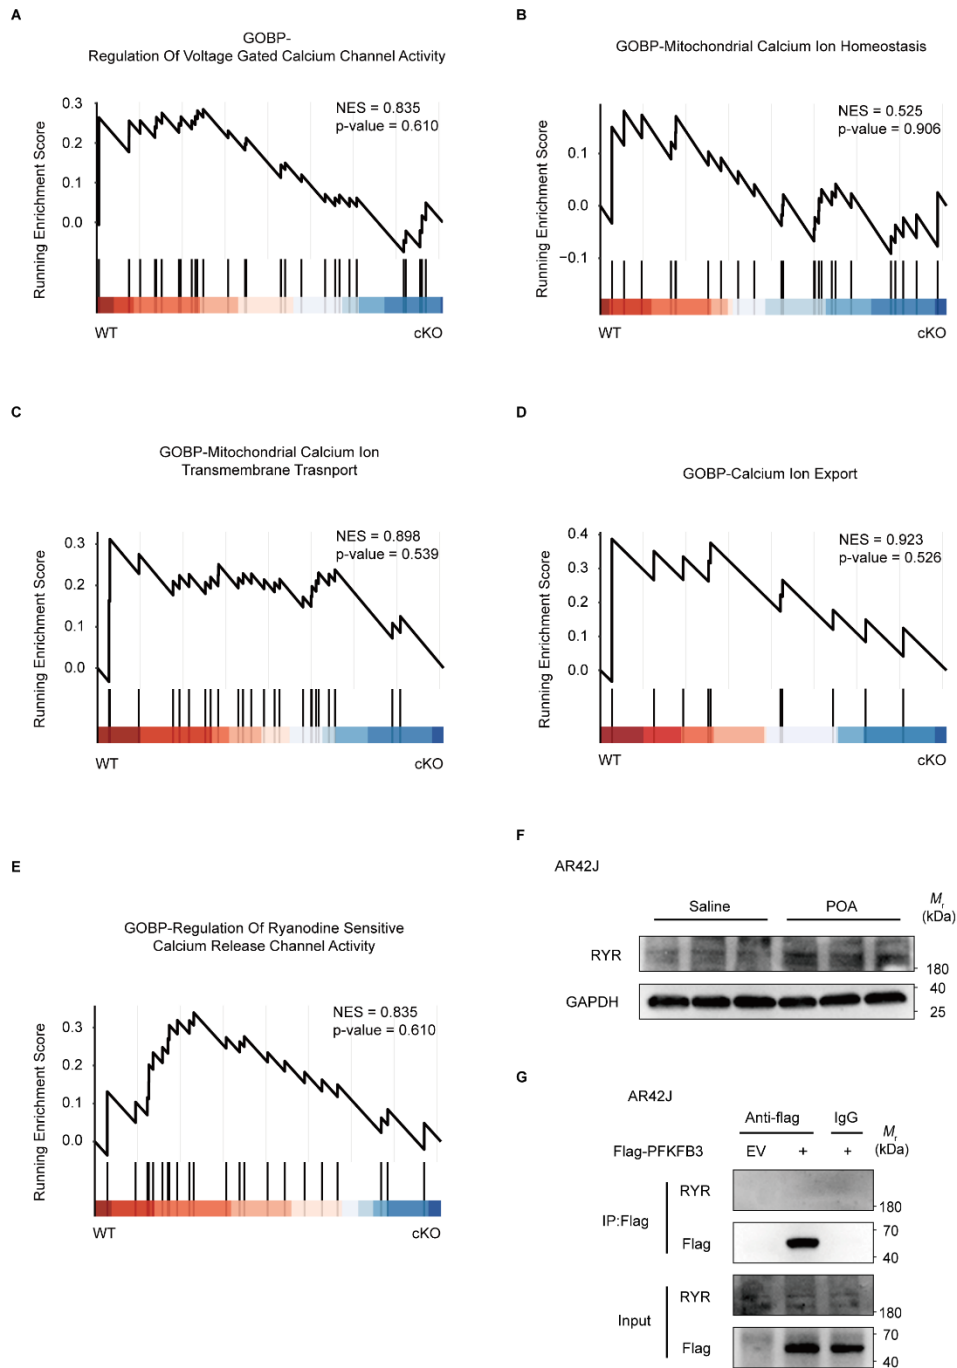 A
GOBP-
Regulation Of Voltage Gated Calcium Channel Activity
NES = 0.835
p-value = 0.610
Running Enrichment Score
0.3
0.2
0.1
0.0
WT
cKO
B
GOBP-Mitochondrial Calcium Ion Homeostasis
NES = 0.525
p-value = 0.906
Running Enrichment Score
0.1
0.0
−0.1
WT
cKO
C
GOBP-Mitochondrial Calcium Ion
Transmembrane Trasnport
NES = 0.898
p-value = 0.539
Running Enrichment Score
0.3
0.2
0.1
0.0
WT
cKO
D
GOBP-Calcium Ion Export
NES = 0.923
p-value = 0.526
Running Enrichment Score
0.4
0.3
0.2
0.1
0.0
WT
cKO
E
GOBP-Regulation Of Ryanodine Sensitive
Calcium Release Channel Activity
NES = 0.835
p-value = 0.610
Running Enrichment Score
0.3
0.2
0.1
0.0
WT
cKO
F
AR42J
Saline
POA
Mr
(kDa)
RYR
180
GAPDH
40
25
G
AR42J
Anti-flag
IgG
Mr
(kDa)
Flag-PFKFB3
EV
+
+
IP:Flag
RYR
180
Flag
70
40
Input
RYR
180
Flag
70
40